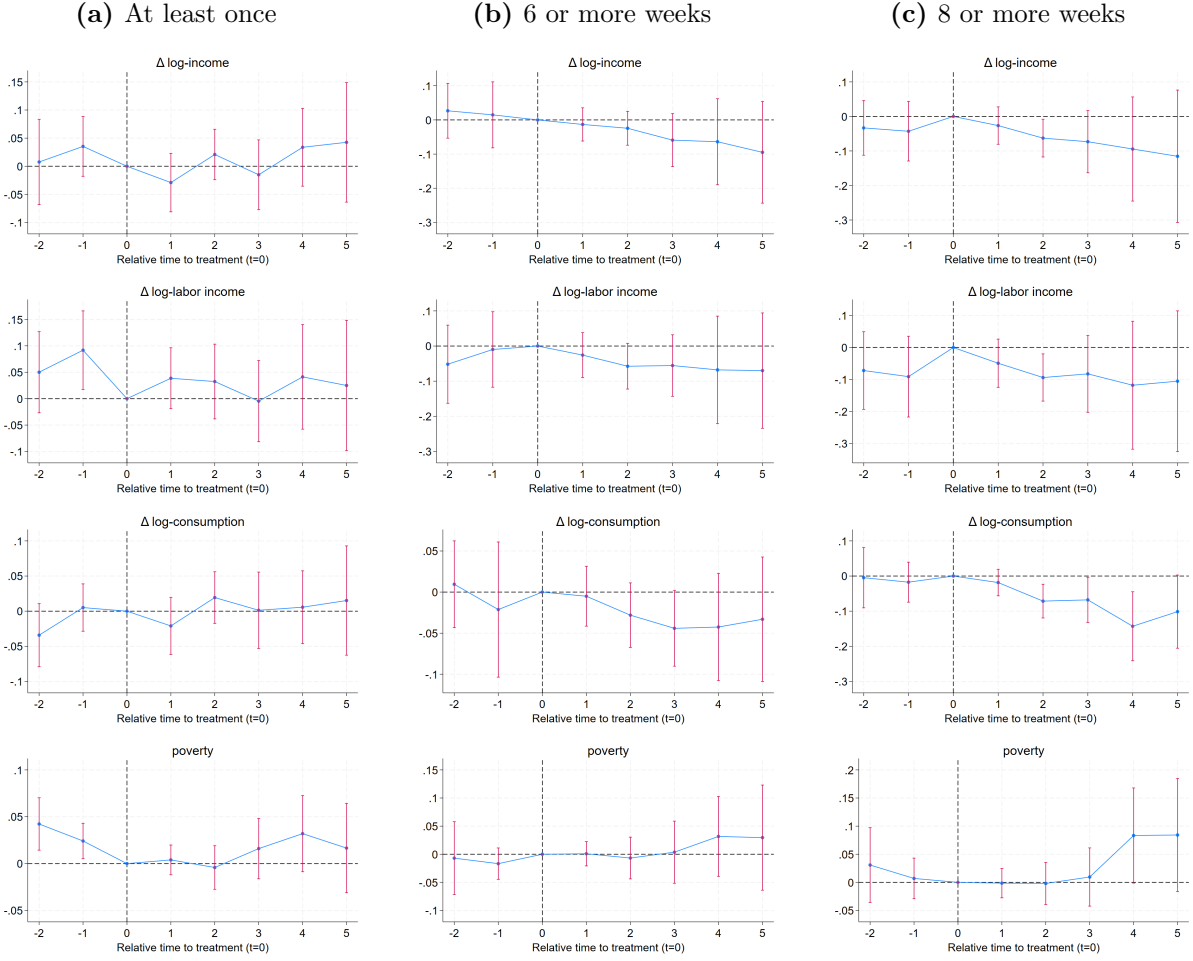 (a) At least once
(b) 6 or more weeks
(c) 8 or more weeks
Δ log-income
.15
.1
.05
0
-.05
-.1
-2 -1 0 1 2 3 4 5
Relative time to treatment (t=0)
Δ log-income
.1
0
-.1
-.2
-.3
-2 -1 0 1 2 3 4 5
Relative time to treatment (t=0)
Δ log-income
.1
0
-.1
-.2
-.3
-2 -1 0 1 2 3 4 5
Relative time to treatment (t=0)
Δ log-labor income
.15
.1
.05
0
-.05
-.1
-2 -1 0 1 2 3 4 5
Relative time to treatment (t=0)
Δ log-labor income
.1
0
-.1
-.2
-.3
-2 -1 0 1 2 3 4 5
Relative time to treatment (t=0)
Δ log-labor income
.1
0
-.1
-.2
-.3
-2 -1 0 1 2 3 4 5
Relative time to treatment (t=0)
Δ log-consumption
.1
.05
0
-.05
-.1
-2 -1 0 1 2 3 4 5
Relative time to treatment (t=0)
Δ log-consumption
.05
0
-.05
-.1
-2 -1 0 1 2 3 4 5
Relative time to treatment (t=0)
Δ log-consumption
.1
0
-.1
-.2
-.3
-2 -1 0 1 2 3 4 5
Relative time to treatment (t=0)
poverty
.1
.05
0
-.05
-2 -1 0 1 2 3 4 5
Relative time to treatment (t=0)
poverty
.15
.1
.05
0
-.05
-.1
-2 -1 0 1 2 3 4 5
Relative time to treatment (t=0)
poverty
.2
.15
.1
.05
0
-.05
-2 -1 0 1 2 3 4 5
Relative time to treatment (t=0)